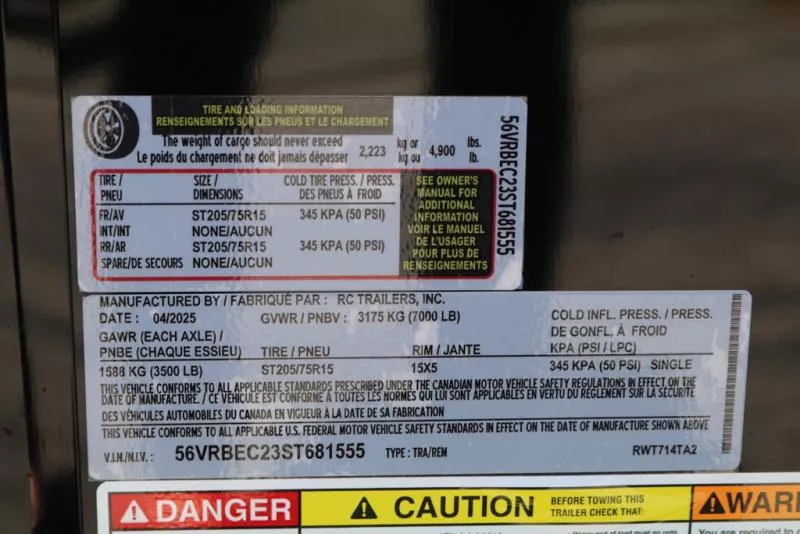 TIRE AND LOADING INFORMATION
RENSEIGNEMENTS SUR LES PNEUS ET LE CHARGEMENT
The weight of cargo should never exceed kg or lbs.
Le poids du chargement ne doit jamais dépasser 2,223 kg ou 4,900 lb.
TIRE / SIZE / COLD TIRE PRESS. / PRESS.
PNEU DIMENSIONS DES PNEUS À FROID
FR/AV ST205/75R15 345 KPA (50 PSI)
INT/INT NONE/AUCUN
RR/AR ST205/75R15 345 KPA (50 PSI)
SPARE/DE SECOURS NONE/AUCUN
SEE OWNER'S
MANUAL FOR
ADDITIONAL
INFORMATION
VOIR LE MANUEL
DE L'USAGER
POUR PLUS DE
RENSEIGNEMENTS
56VRBEC23ST681555
MANUFACTURED BY / FABRIQUÉ PAR : RC TRAILERS, INC.
DATE : 04/2025 GVWR / PNBV : 3175 KG (7000 LB)
COLD INFL. PRESS. / PRESS.
GAWR (EACH AXLE) / DE GONFL. À FROID
PNBE (CHAQUE ESSIEU) TIRE / PNEU RIM / JANTE KPA (PSI / LPC)
1588 KG (3500 LB) ST205/75R15 15X5 345 KPA (50 PSI) SINGLE
THIS VEHICLE CONFORMS TO ALL APPLICABLE STANDARDS PRESCRIBED UNDER THE CANADIAN MOTOR VEHICLE SAFETY REGULATIONS IN EFFECT ON THE
DATE OF MANUFACTURE. / CE VÉHICULE EST CONFORME À TOUTES LES NORMES QUI LUI SONT APPLICABLES EN VERTU DU RÈGLEMENT SUR LA SÉCURITÉ
DES VÉHICULES AUTOMOBILES DU CANADA EN VIGUEUR À LA DATE DE SA FABRICATION
THIS VEHICLE CONFORMS TO ALL APPLICABLE U.S. FEDERAL MOTOR VEHICLE SAFETY STANDARDS IN EFFECT ON THE DATE OF MANUFACTURE SHOWN ABOVE
V.I.N./N.I.V.: 56VRBEC23ST681555 TYPE : TRA/REM RWT714TA2
DANGER
CAUTION
BEFORE TOWING THIS
TRAILER CHECK THAT:
WARI